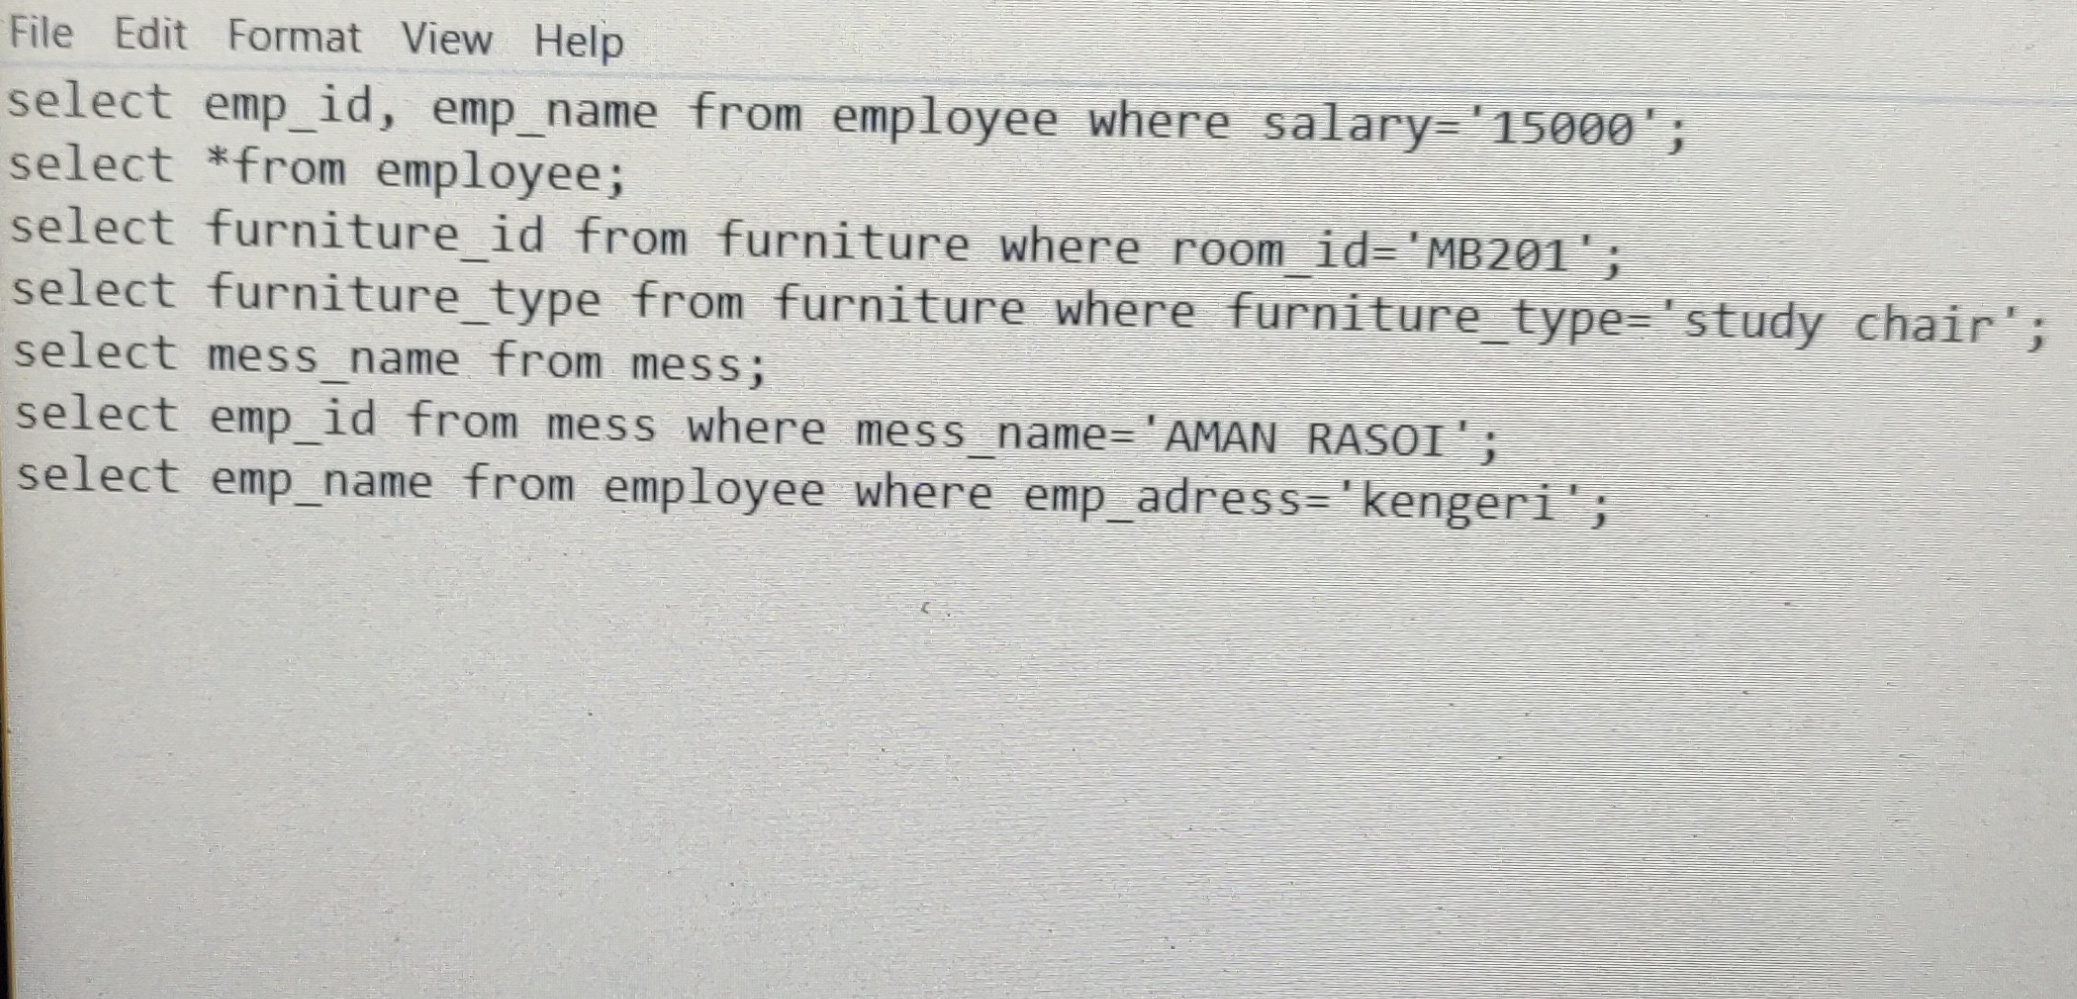 File Edit Format View Help
select emp_id, emp_name from employee where salary='15000';
select *from employee;
select furniture_id from furniture where room_id='MB201';
select furniture_type from furniture where furniture_type='study chair';
select mess_name from mess;
select emp_id from mess where mess_name='AMAN RASOI';
select emp_name from employee where emp_adress='kengeri';